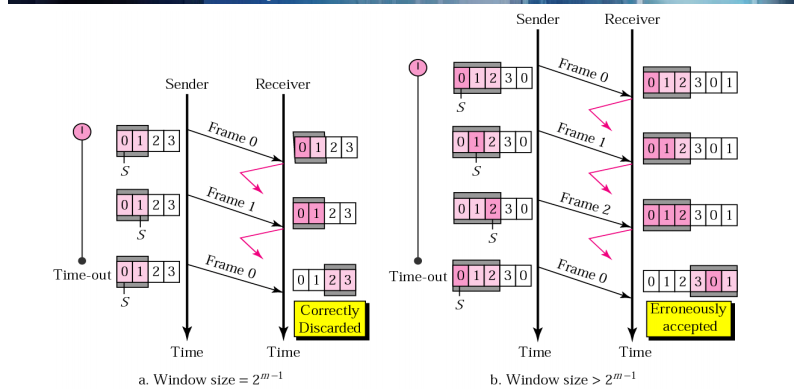 Sender Receiver
0 1 2 3
S
Frame 0
0 1 2 3
0 1 2 3
S
Frame 1
0 1 2 3
Time-out
0 1 2 3
S
Frame 0
0 1 2 3
Correctly
Discarded
Time Time
a. Window size = 2^{m−1}
Sender Receiver
0 1 2 3 0
S
Frame 0
0 1 2 3 0 1
0 1 2 3 0
S
Frame 1
0 1 2 3 0 1
0 1 2 3 0
S
Frame 2
0 1 2 3 0 1
Time-out
0 1 2 3 0
S
Frame 0
0 1 2 3 0 1
Erroneously
accepted
Time Time
b. Window size > 2^{m−1}